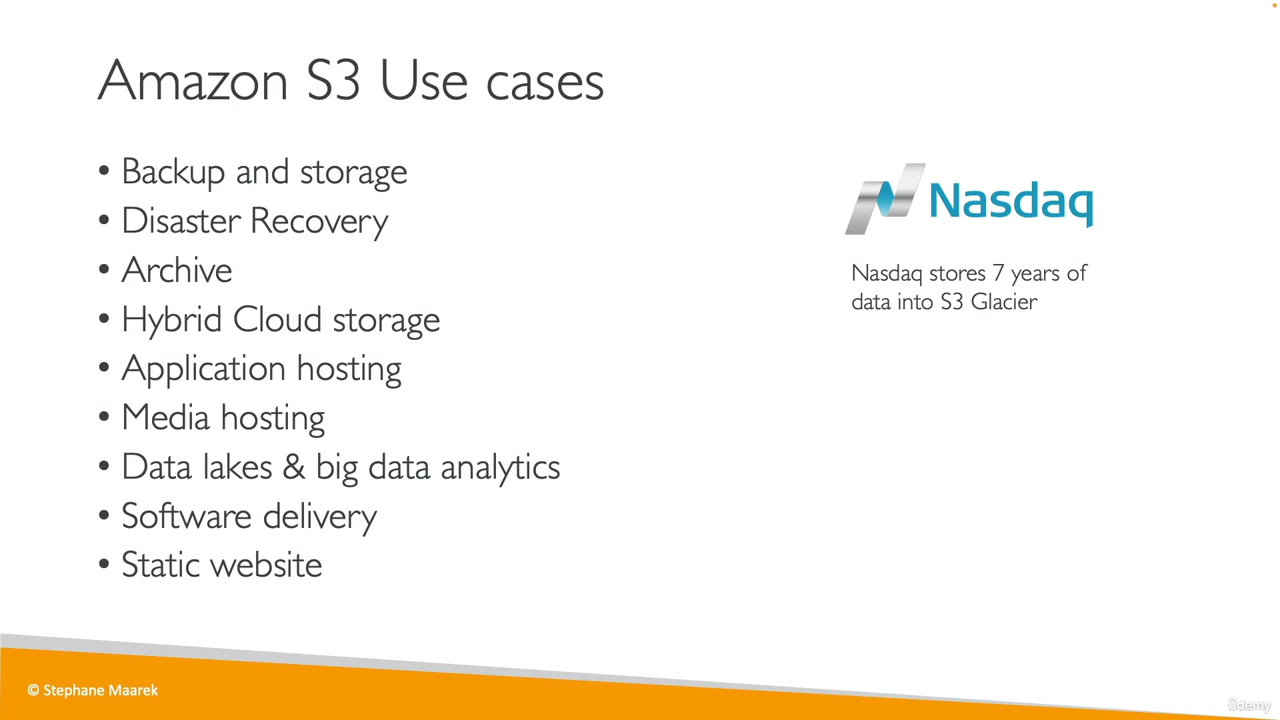 Amazon S3 Use cases
• Backup and storage
• Disaster Recovery
• Archive
• Hybrid Cloud storage
• Application hosting
• Media hosting
• Data lakes & big data analytics
• Software delivery
• Static website
Nasdaq
Nasdaq stores 7 years of
data into S3 Glacier
© Stephane Maarek
ûdemy